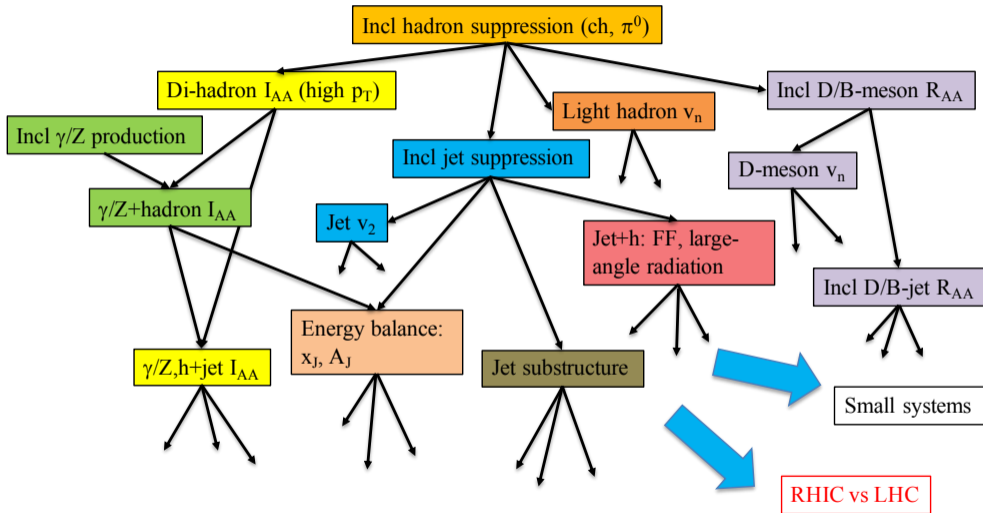 Incl hadron suppression (ch, π⁰)
Di-hadron I_AA (high p_T)
Incl D/B-meson R_AA
Light hadron v_n
Incl γ/Z production
Incl jet suppression
D-meson v_n
γ/Z+hadron I_AA
Jet v₂
Jet+h: FF, large-
angle radiation
Incl D/B-jet R_AA
Energy balance:
x_J, A_J
γ/Z,h+jet I_AA
Jet substructure
Small systems
RHIC vs LHC